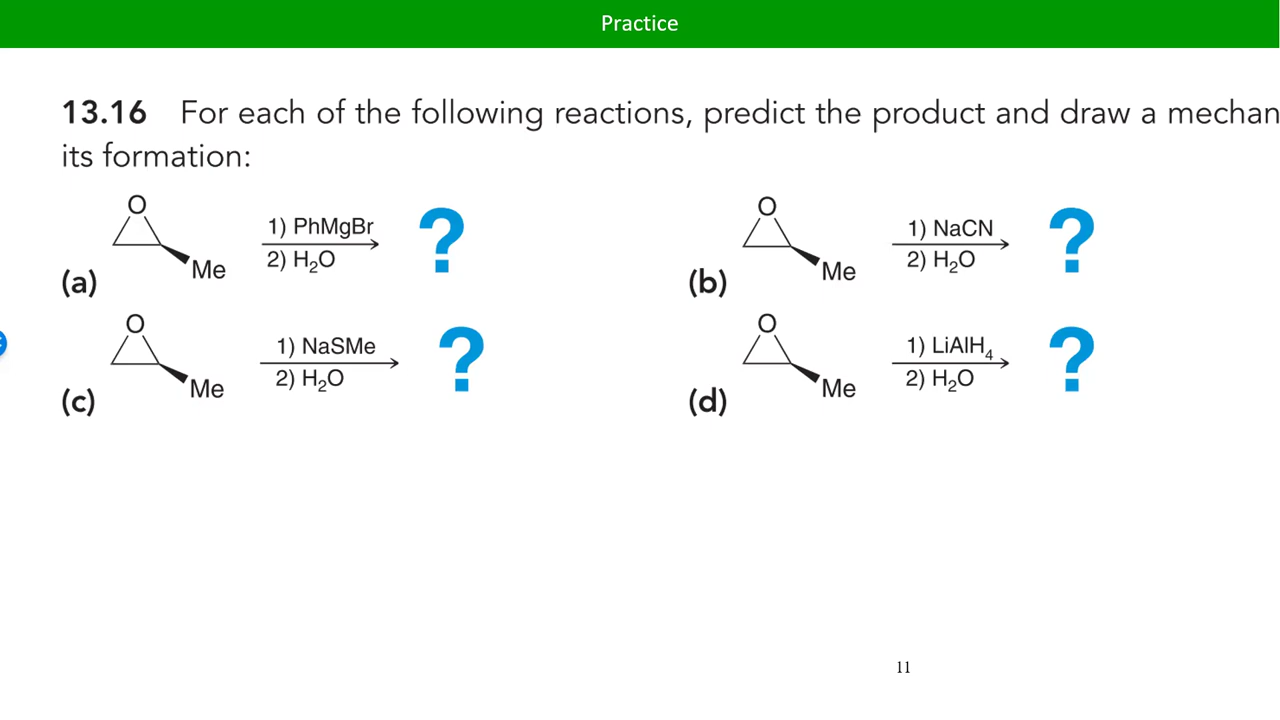 Practice
13.16 For each of the following reactions, predict the product and draw a mechan
its formation:
O
Me
1) PhMgBr
2) H₂O
?
(a)
O
Me
1) NaCN
2) H₂O
?
(b)
O
Me
1) NaSMe
2) H₂O
?
(c)
O
Me
1) LiAlH₄
2) H₂O
?
(d)
11